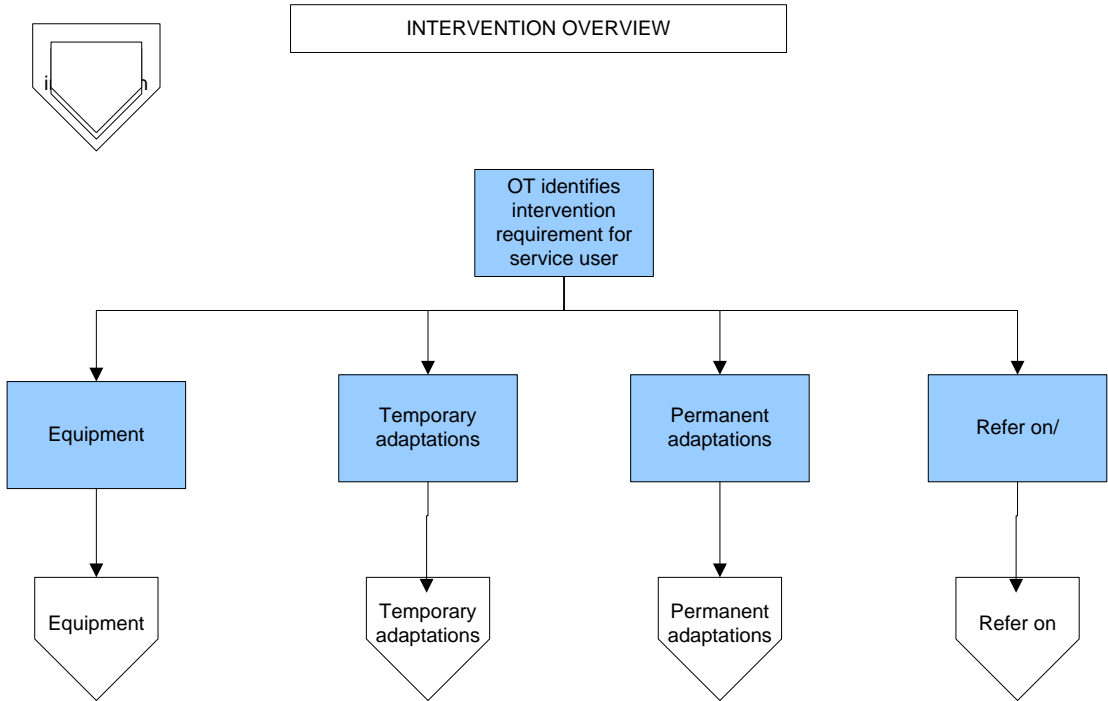 INTERVENTION OVERVIEW
OT identifies
intervention
requirement for
service user
Equipment
Temporary
adaptations
Permanent
adaptations
Refer on/
Equipment
Temporary
adaptations
Permanent
adaptations
Refer on